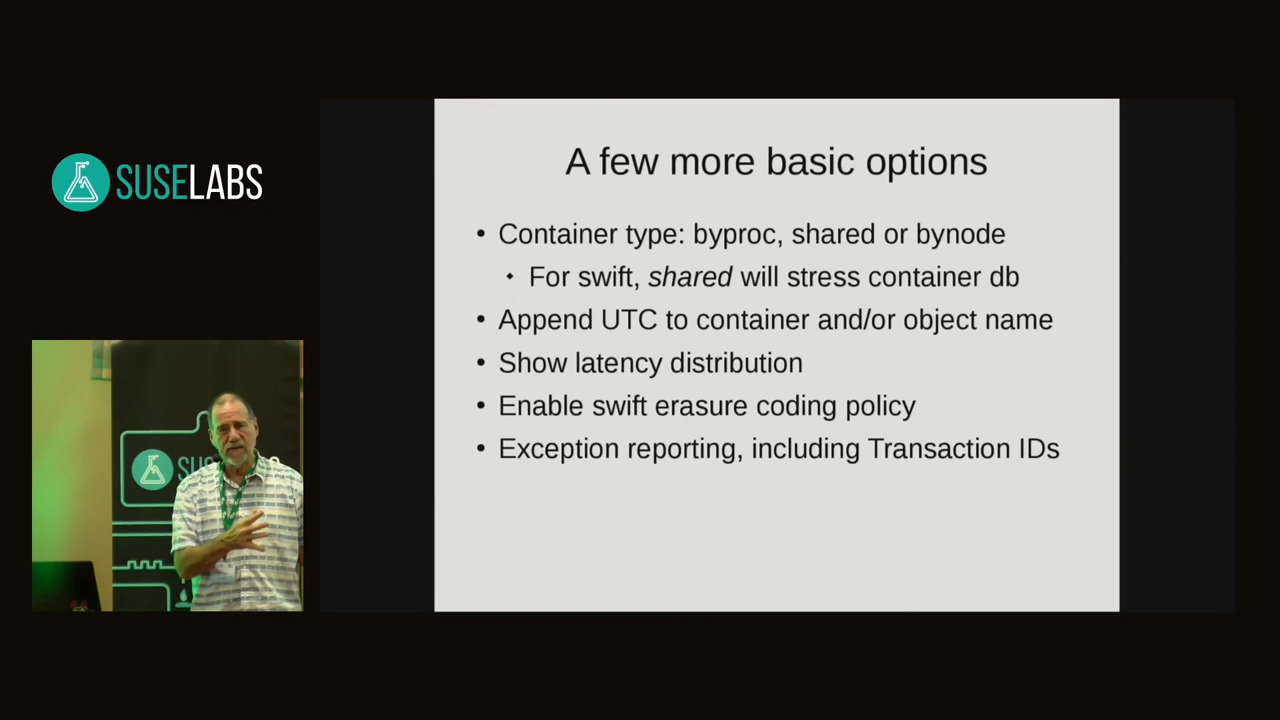 SUSELABS
A few more basic options
• Container type: byproc, shared or bynode
• For swift, shared will stress container db
• Append UTC to container and/or object name
• Show latency distribution
• Enable swift erasure coding policy
• Exception reporting, including Transaction IDs
SU